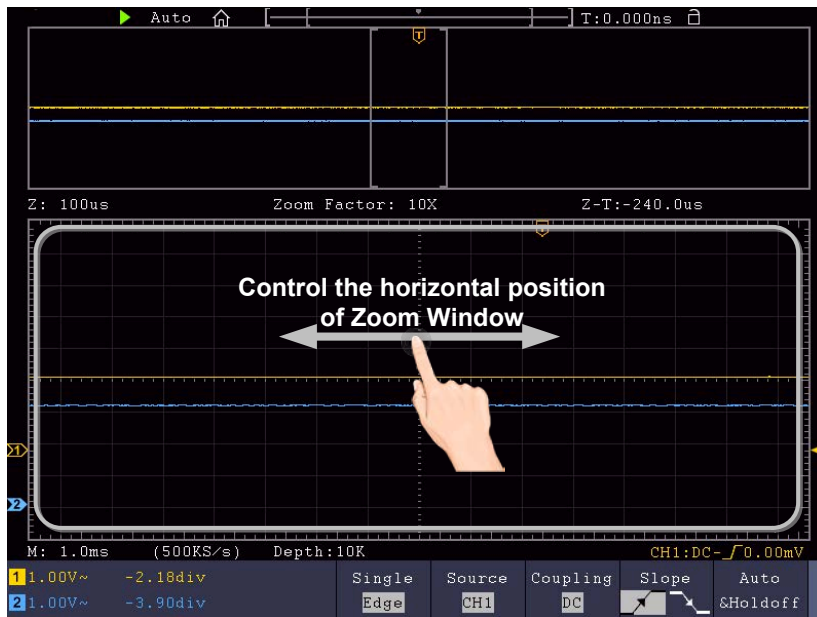 Auto T:0.000ns
T
Z: 100us Zoom Factor: 10X Z-T:-240.0us
Control the horizontal position
of Zoom Window
1
2
M: 1.0ms (500KS/s) Depth:10K CH1:DC- 0.00mV
1 1.00V~ -2.18div Single Source Coupling Slope Auto
2 1.00V~ -3.90div Edge CH1 DC &Holdoff